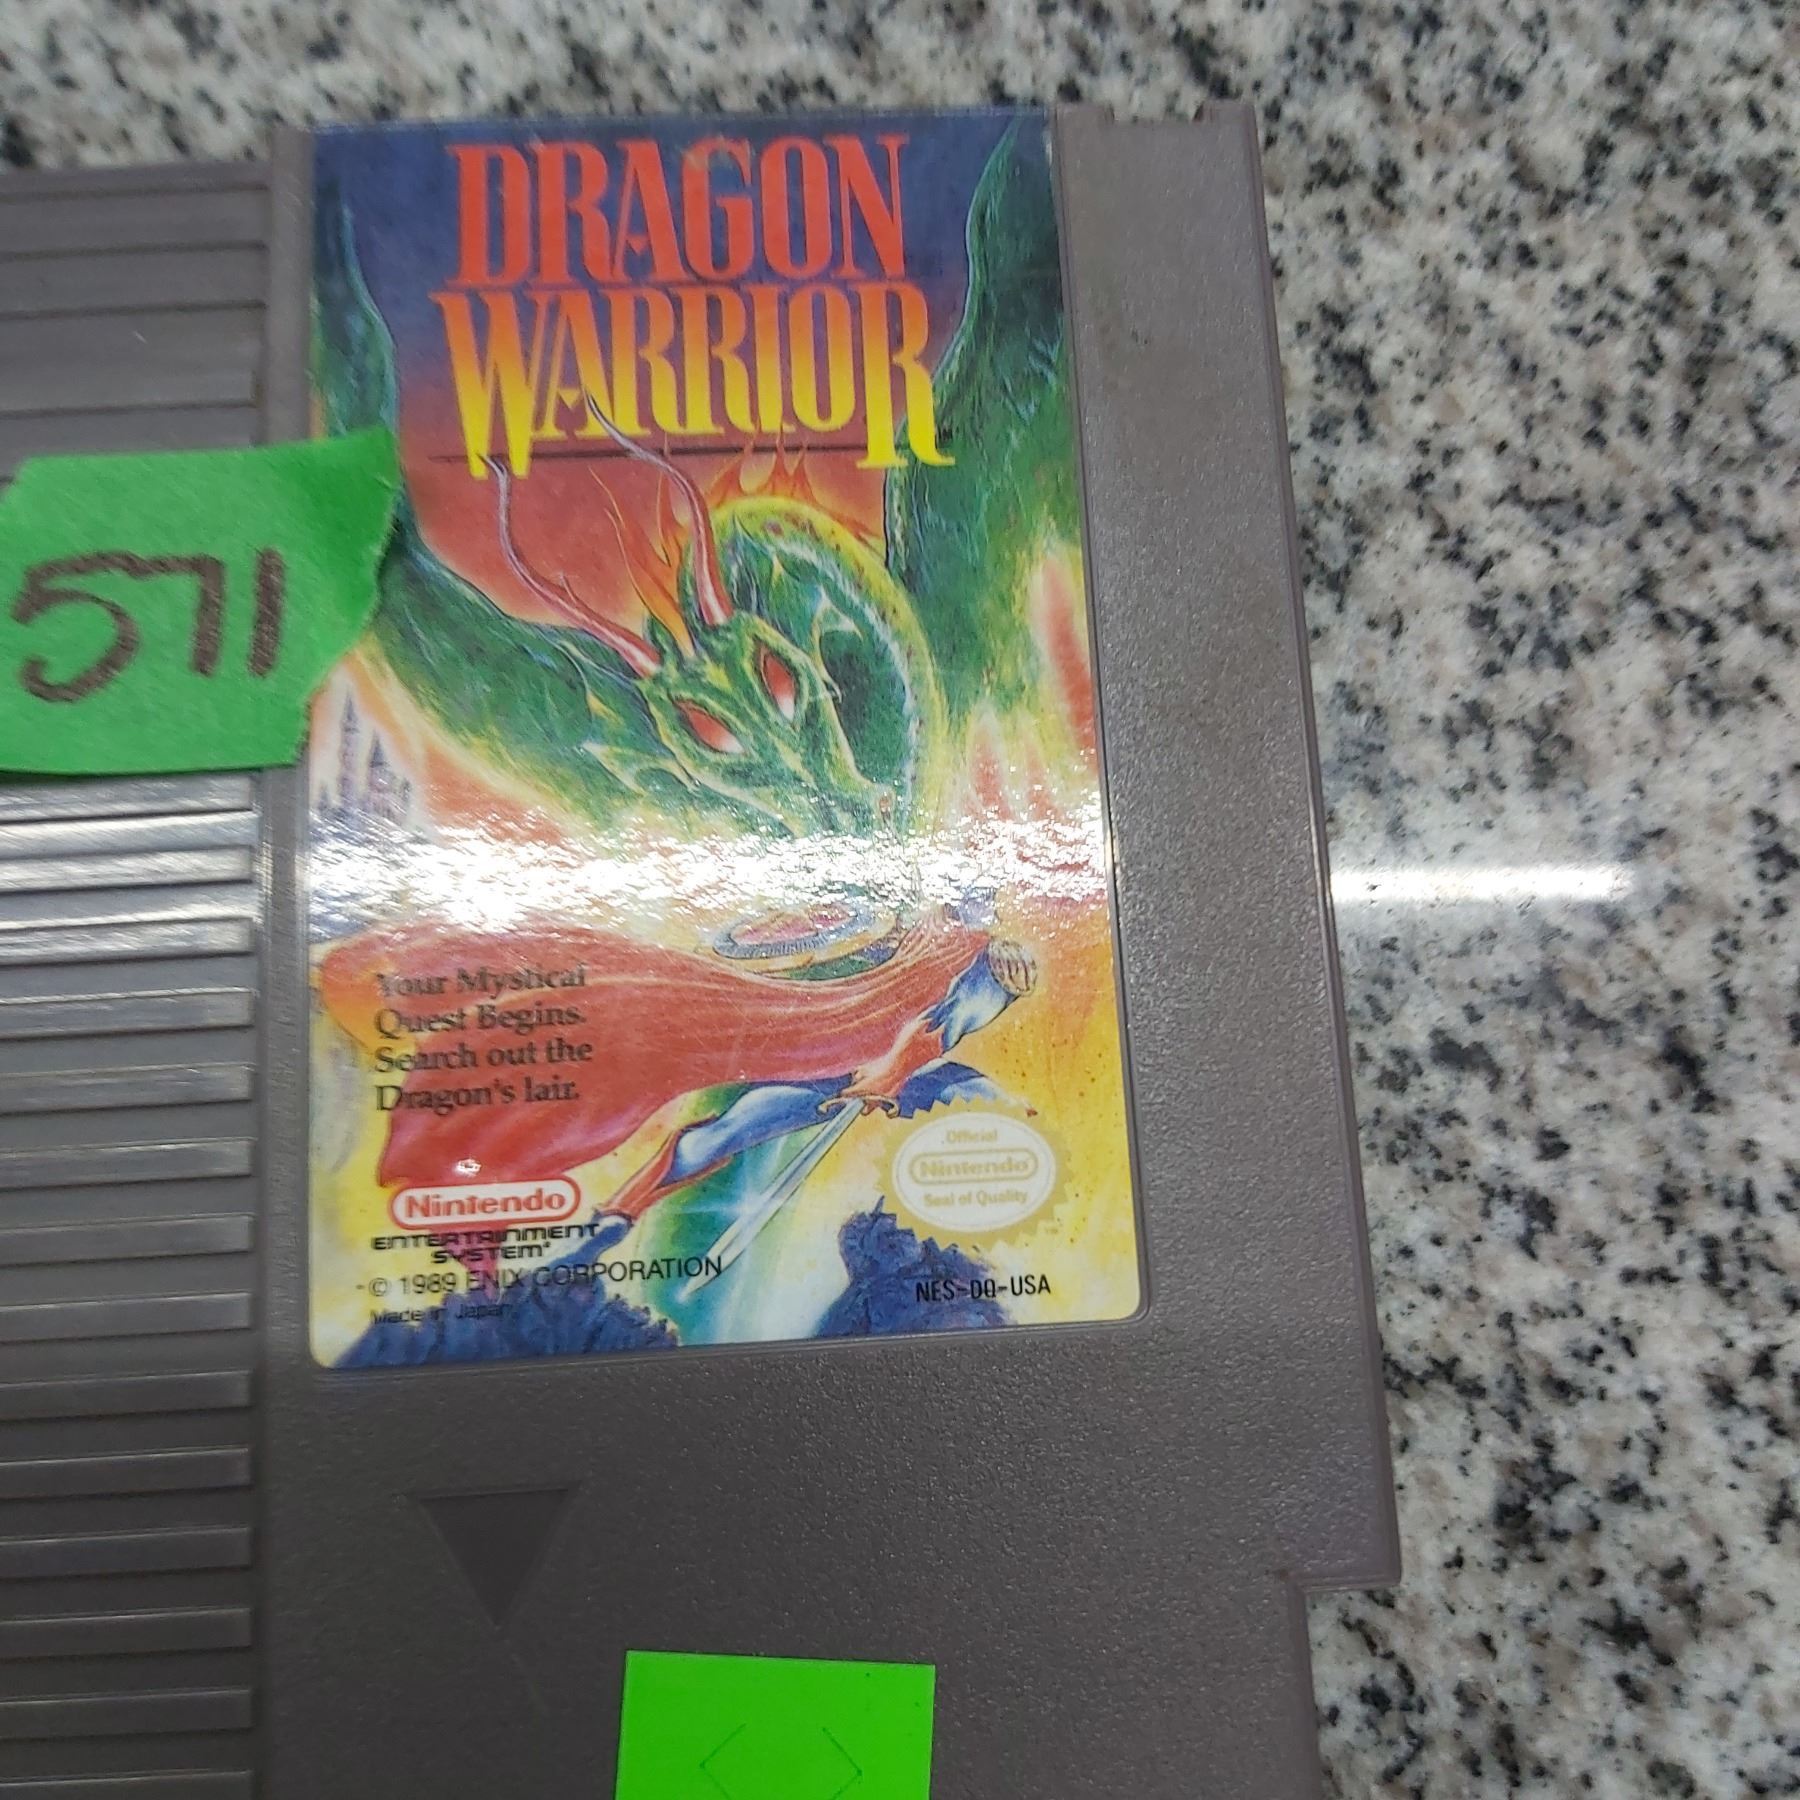 DRAGON
WARRIOR
571
Your Mystical
Quest Begins.
Search out the
Dragon's lair.
Official
Nintendo
Seal of Quality
Nintendo
ENTERTAINMENT
SYSTEM®
© 1989 ENIX CORPORATION
NES-DQ-USA
Made in Japan